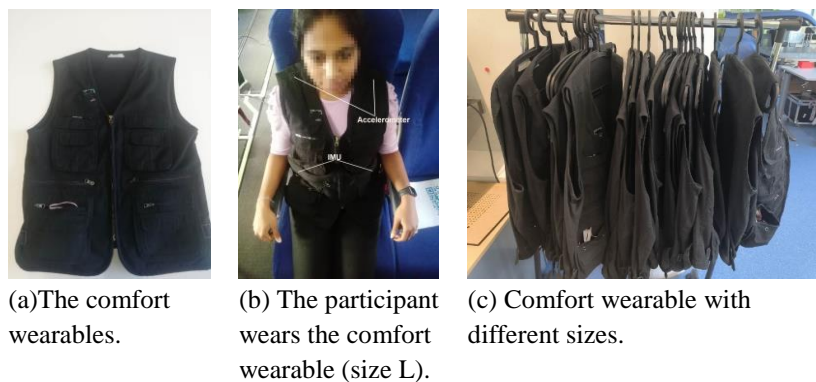 Accelerometer
IMU
(a)The comfort
wearables.
(b) The participant
wears the comfort
wearable (size L).
(c) Comfort wearable with
different sizes.